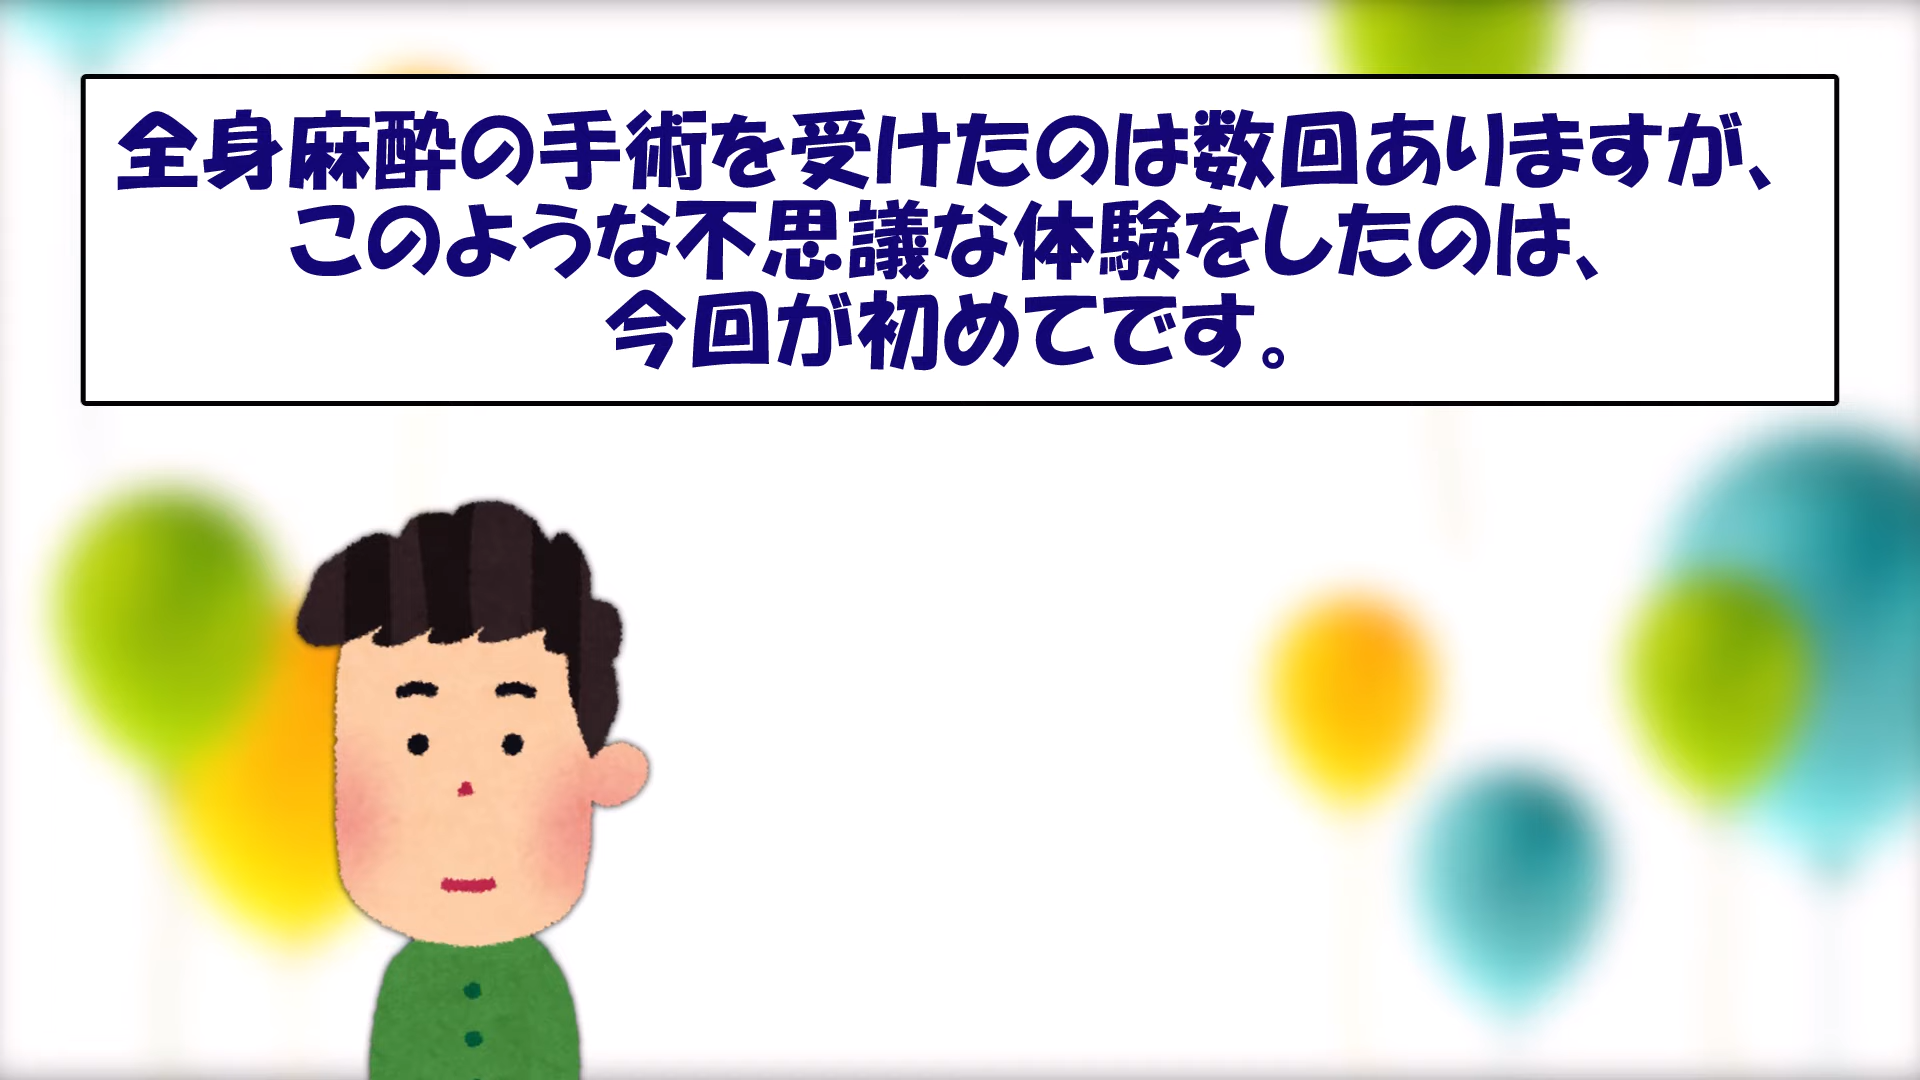 全身麻酔の手術を受けたのは数回ありますが、
このような不思議な体験をしたのは、
今回が初めてです。